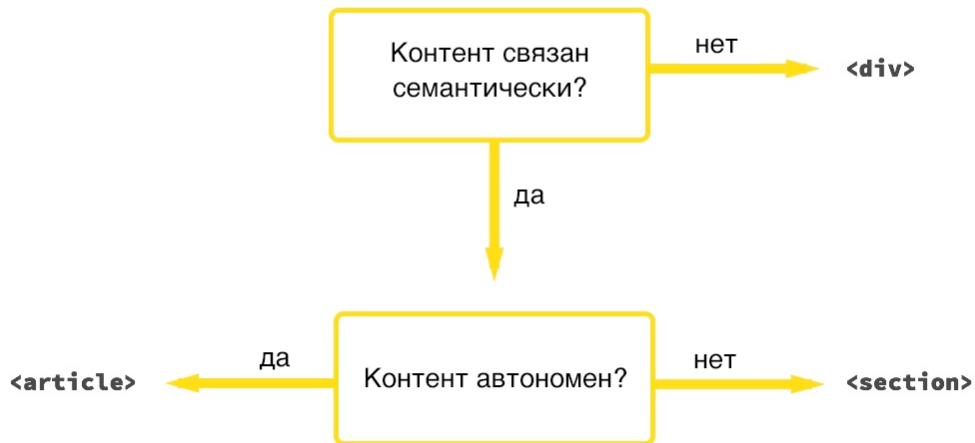 Контент связан
семантически?
нет
<div>
да
<article>
да
Контент автономен?
нет
<section>